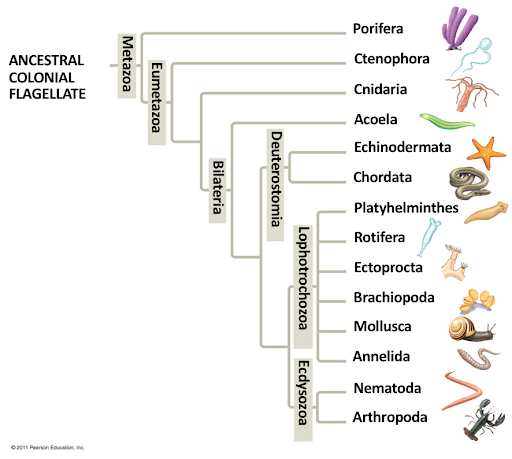 ANCESTRAL
COLONIAL
FLAGELLATE
Metazoa
Eumetazoa
Bilateria
Deuterostomia
Lophotrochozoa
Ecdysozoa
Porifera
Ctenophora
Cnidaria
Acoela
Echinodermata
Chordata
Platyhelminthes
Rotifera
Ectoprocta
Brachiopoda
Mollusca
Annelida
Nematoda
Arthropoda
© 2011 Pearson Education, Inc.